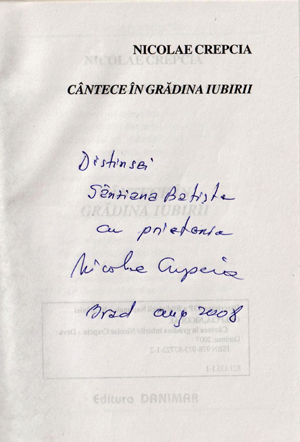 NICOLAE CREPCIA
CÂNTECE ÎN GRĂDINA IUBIRII
Distinsei
Sânziana Batiste
cu prietenie
Nicolae Crepcia
Brad aug 2008
Editura DANIMAR